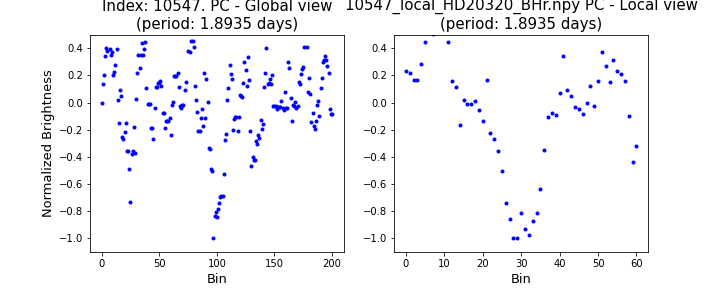 Index: 10547. PC - Global view
(period: 1.8935 days)
10547_local_HD20320_BHr.npy PC - Local view
(period: 1.8935 days)
Normalized Brightness
0.4
0.2
0.0
−0.2
−0.4
−0.6
−0.8
−1.0
0 50 100 150 200
Bin
0.4
0.2
0.0
−0.2
−0.4
−0.6
−0.8
−1.0
0 10 20 30 40 50 60
Bin